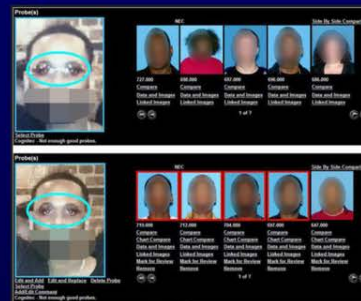 Probe(s)
NEC
Side By Side Compar
737.000
698.000
697.000
696.000
686.000
Compare
Compare
Compare
Compare
Compare
Data and Images
Data and Images
Data and Images
Data and Images
Data and Images
Linked Images
Linked Images
Linked Images
Linked Images
Linked Images
1 of 7
Select Probe
Cognitec - Not enough good probes.
Probe(s)
NEC
Side By Side Compar
Compare
Compare
Compare
Compare
Compare
Chart Compare
Chart Compare
Chart Compare
Chart Compare
Chart Compare
Data and Images
Data and Images
Data and Images
Data and Images
Data and Images
Linked Images
Linked Images
Linked Images
Linked Images
Linked Images
Mark for Review
Mark for Review
Mark for Review
Mark for Review
Mark for Review
Remove
Remove
Remove
Remove
Remove
1 of 7
Edit and Add Edit and Replace Delete Probe
Select Probe
Add/Edit Comment
Cognitec - Not enough good probes.